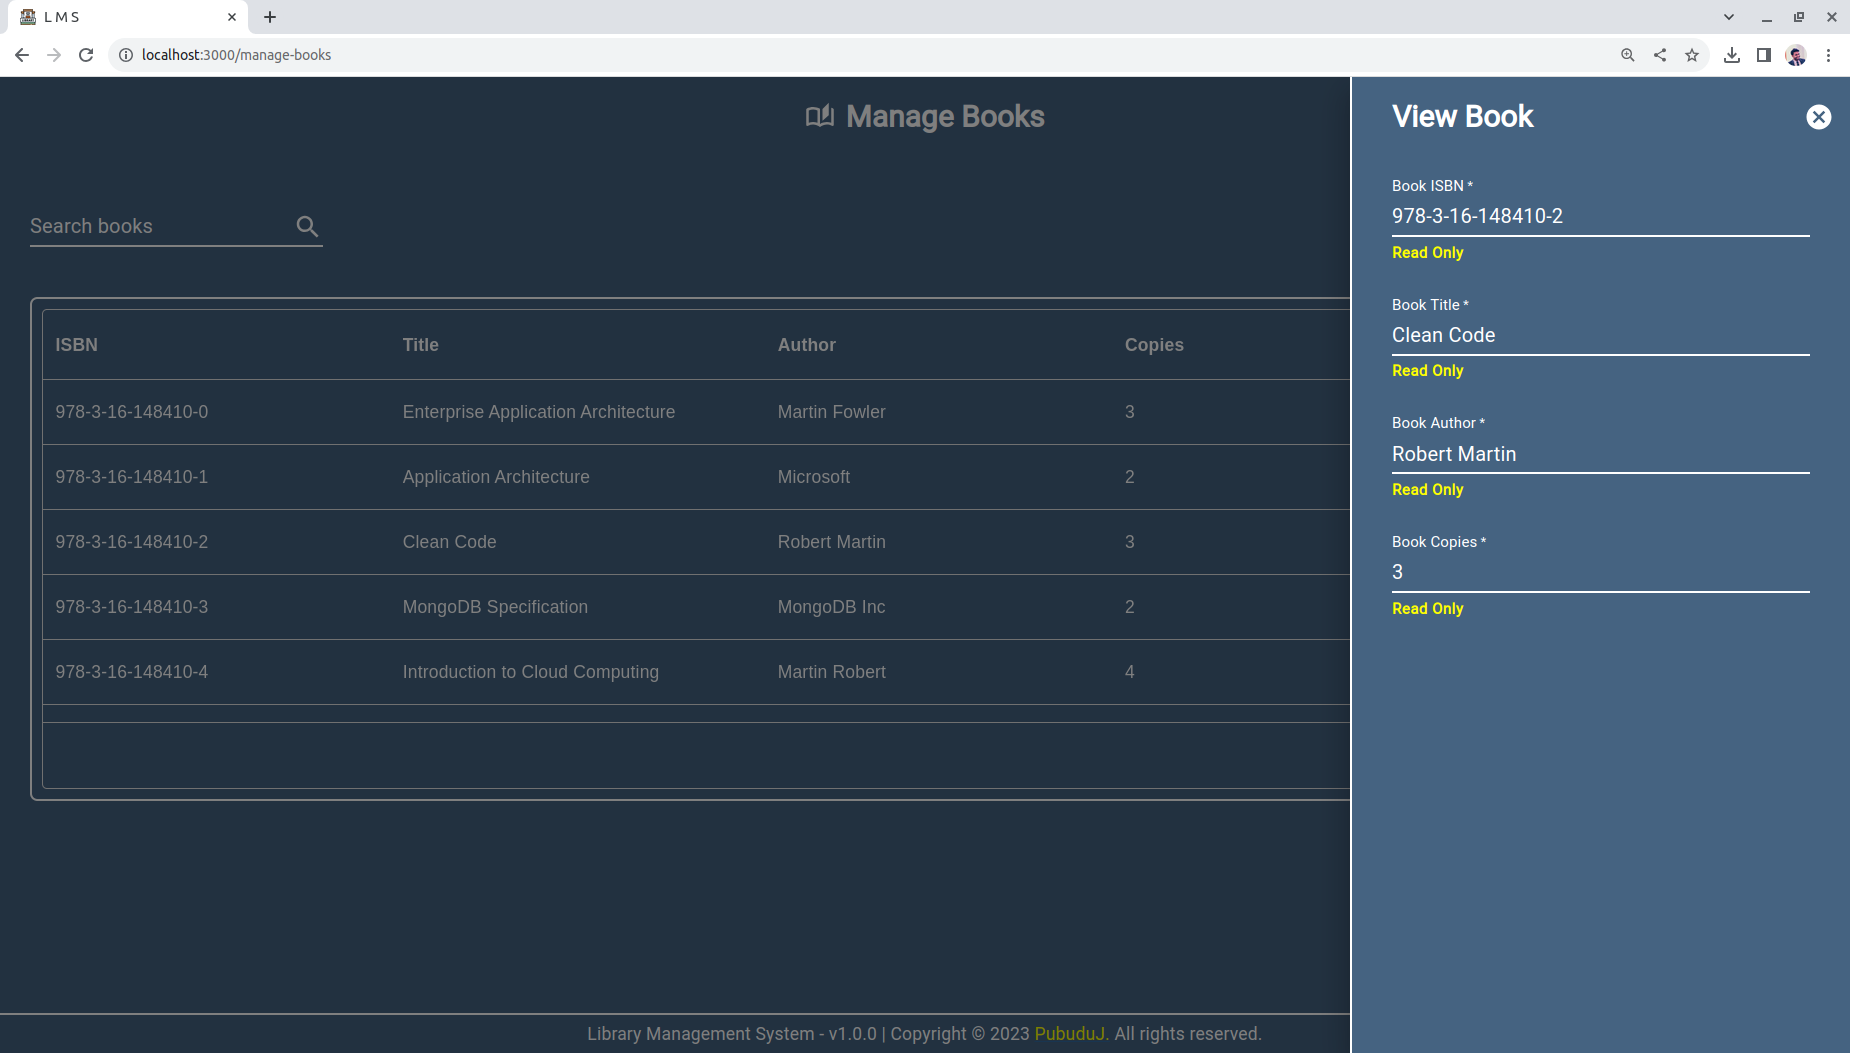 L M S
localhost:3000/manage-books
Manage Books
Search books
ISBN Title Author Copies
978-3-16-148410-0 Enterprise Application Architecture Martin Fowler 3
978-3-16-148410-1 Application Architecture Microsoft 2
978-3-16-148410-2 Clean Code Robert Martin 3
978-3-16-148410-3 MongoDB Specification MongoDB Inc 2
978-3-16-148410-4 Introduction to Cloud Computing Martin Robert 4
View Book
Book ISBN *
978-3-16-148410-2
Read Only
Book Title *
Clean Code
Read Only
Book Author *
Robert Martin
Read Only
Book Copies *
3
Read Only
Library Management System - v1.0.0 | Copyright © 2023 PubuduJ. All rights reserved.